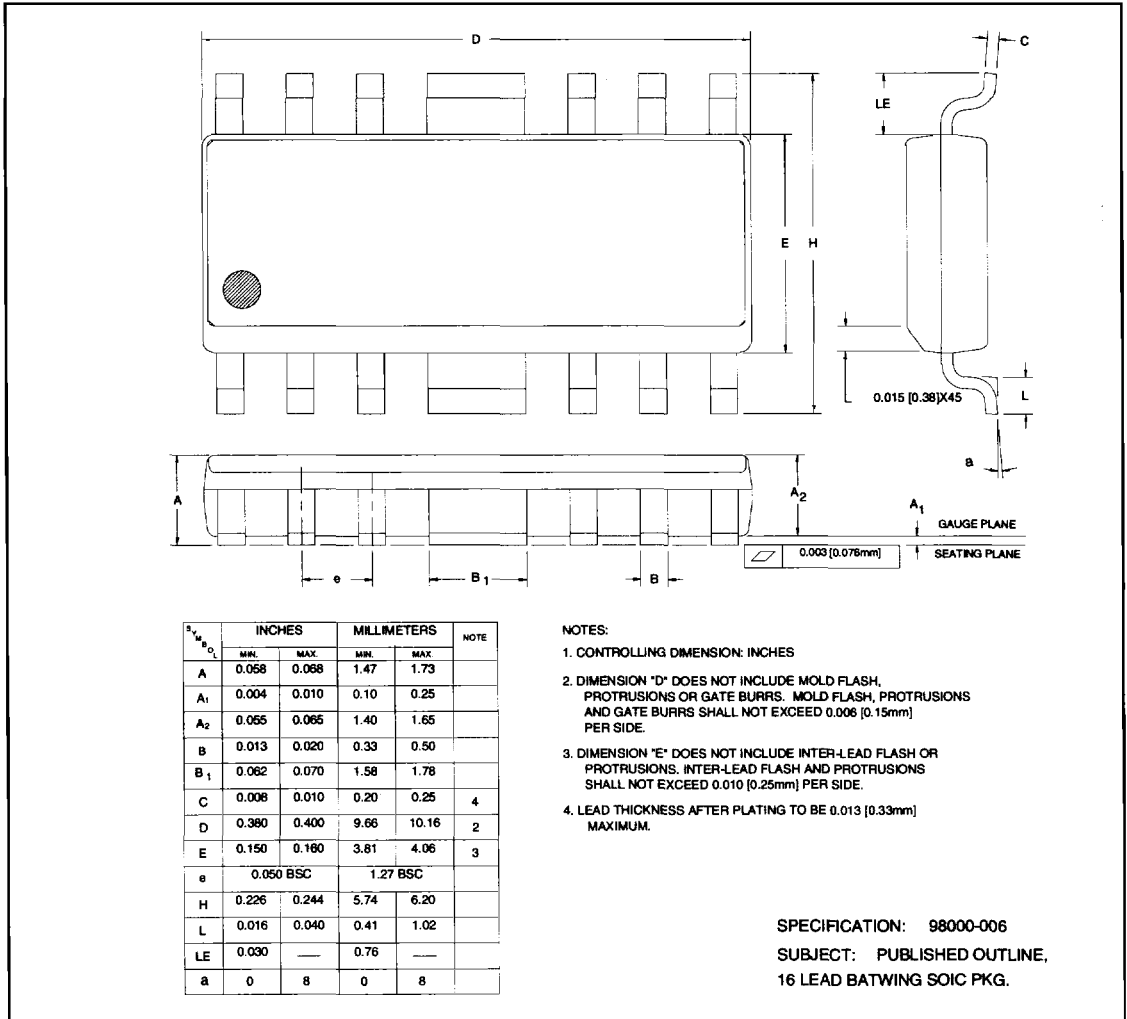 D
C
LE
E
H
0.015 [0.38]X45
L
a
A
A2
A1
GAUGE PLANE
0.003 [0.076mm]
SEATING PLANE
e
B1
B
SYMBOL INCHES MILLIMETERS NOTE
MIN. MAX. MIN. MAX.
A 0.058 0.068 1.47 1.73
A1 0.004 0.010 0.10 0.25
A2 0.055 0.065 1.40 1.65
B 0.013 0.020 0.33 0.50
B1 0.062 0.070 1.58 1.78
C 0.008 0.010 0.20 0.25 4
D 0.380 0.400 9.66 10.16 2
E 0.150 0.160 3.81 4.06 3
e 0.050 BSC 1.27 BSC
H 0.226 0.244 5.74 6.20
L 0.016 0.040 0.41 1.02
LE 0.030 — 0.76 —
a 0 8 0 8
NOTES:
1. CONTROLLING DIMENSION: INCHES
2. DIMENSION "D" DOES NOT INCLUDE MOLD FLASH,
PROTRUSIONS OR GATE BURRS. MOLD FLASH, PROTRUSIONS
AND GATE BURRS SHALL NOT EXCEED 0.006 [0.15mm]
PER SIDE.
3. DIMENSION "E" DOES NOT INCLUDE INTER-LEAD FLASH OR
PROTRUSIONS. INTER-LEAD FLASH AND PROTRUSIONS
SHALL NOT EXCEED 0.010 [0.25mm] PER SIDE.
4. LEAD THICKNESS AFTER PLATING TO BE 0.013 [0.33mm]
MAXIMUM.
SPECIFICATION: 98000-006
SUBJECT: PUBLISHED OUTLINE,
16 LEAD BATWING SOIC PKG.